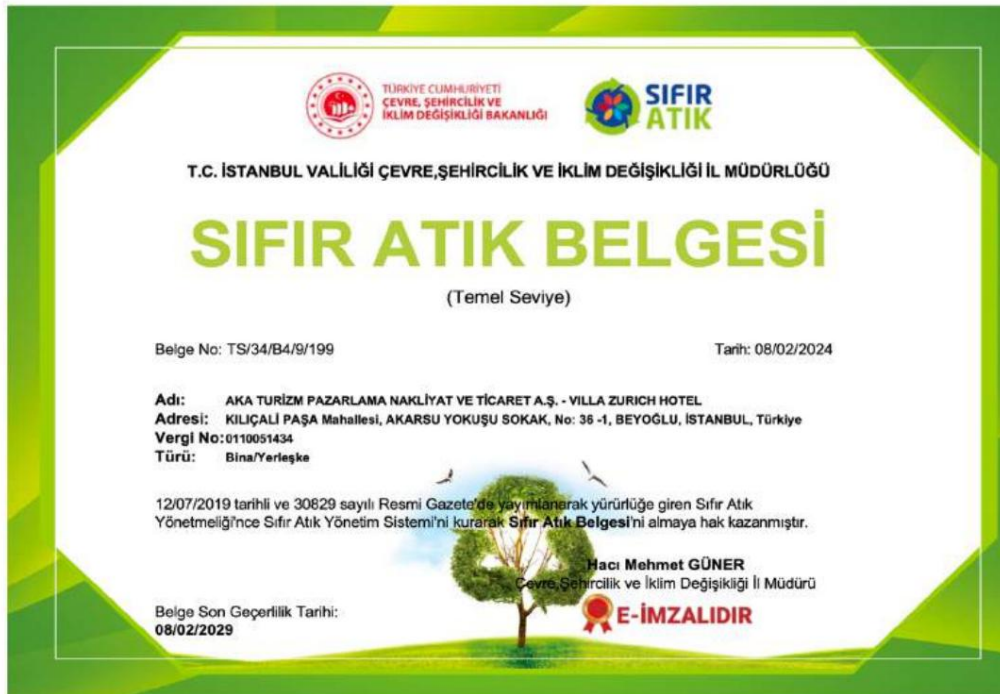 TÜRKİYE CUMHURİYETİ
ÇEVRE, ŞEHİRCİLİK VE
İKLİM DEĞİŞİKLİĞİ BAKANLIĞI
SIFIR
ATIK
T.C. İSTANBUL VALİLİĞİ ÇEVRE,ŞEHİRCİLİK VE İKLİM DEĞİŞİKLİĞİ İL MÜDÜRLÜĞÜ
SIFIR ATIK BELGESİ
(Temel Seviye)
Belge No: TS/34/B4/9/199
Tarih: 08/02/2024
Adı: AKA TURİZM PAZARLAMA NAKLİYAT VE TİCARET A.Ş. - VILLA ZURICH HOTEL
Adresi: KILIÇALİ PAŞA Mahallesi, AKARSU YOKUŞU SOKAK, No: 36 -1, BEYOĞLU, İSTANBUL, Türkiye
Vergi No: 0110051434
Türü: Bina/Yerleşke
12/07/2019 tarihli ve 30829 sayılı Resmi Gazete'de yayımlanarak yürürlüğe giren Sıfır Atık
Yönetmeliği'nce Sıfır Atık Yönetim Sistemi'ni kurarak Sıfır Atık Belgesi'ni almaya hak kazanmıştır.
Hacı Mehmet GÜNER
Çevre,Şehircilik ve İklim Değişikliği İl Müdürü
E-İMZALIDIR
Belge Son Geçerlilik Tarihi:
08/02/2029